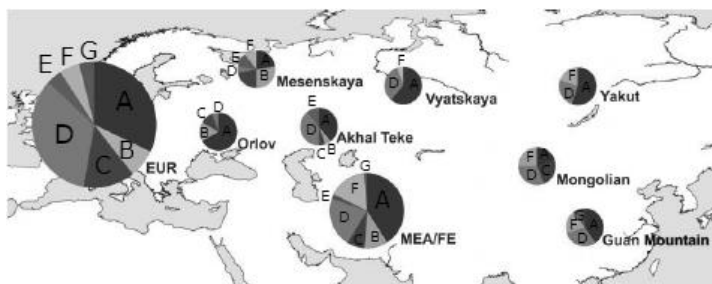 G
F
E
A
D
B
C
EUR
F
E A
D B
Mesenskaya
F
D A
Vyatskaya
F
D A
Yakut
C D
B A
Orlov
E
D A
B
C
Akhal Teke
G
F A
E
D
C B
MEA/FE
F A
D C
Mongolian
G
F A
D
Guan Mountain